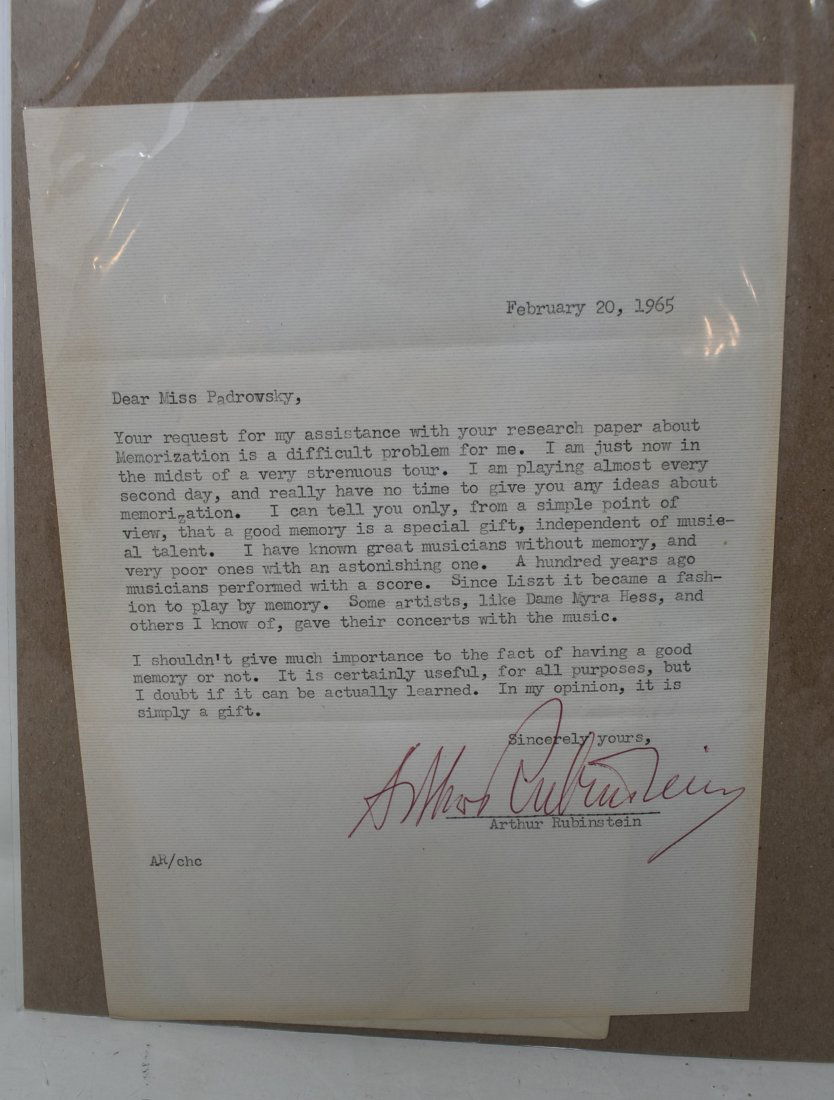 February 20, 1965
Dear Miss Padrovsky,
Your request for my assistance with your research paper about
Memorization is a difficult problem for me. I am just now in
the midst of a very strenuous tour. I am playing almost every
second day, and really have no time to give you any ideas about
memorization. I can tell you only, from a simple point of
view, that a good memory is a special gift, independent of music-
al talent. I have known great musicians without memory, and
very poor ones with an astonishing one. A hundred years ago
musicians performed with a score. Since Liszt it became a fash-
ion to play by memory. Some artists, like Dame Myra Hess, and
others I know of, gave their concerts with the music.
I shouldn't give much importance to the fact of having a good
memory or not. It is certainly useful, for all purposes, but
I doubt if it can be actually learned. In my opinion, it is
simply a gift.
Sincerely yours,
Arthur Rubinstein
Arthur Rubinstein
AR/chc